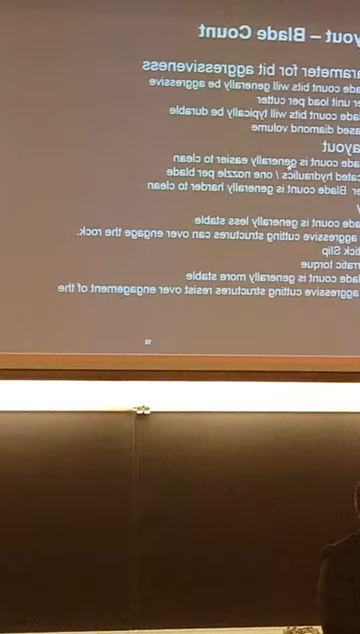 yout – Blade Count
rameter for bit aggressiveness
ade count bits will generally be aggressive
er unit load per cutter
ade count bits will typically be durable
ased diamond volume
ayout
ade count is generally easier to clean
cated hydraulics / one nozzle per blade
er Blade count is generally harder to clean
y
ade count is generally less stable
aggressive cutting structures can over engage the rock.
tick Slip
matic torque
ade count is generally more stable
aggressive cutting structures resist over engagement of the